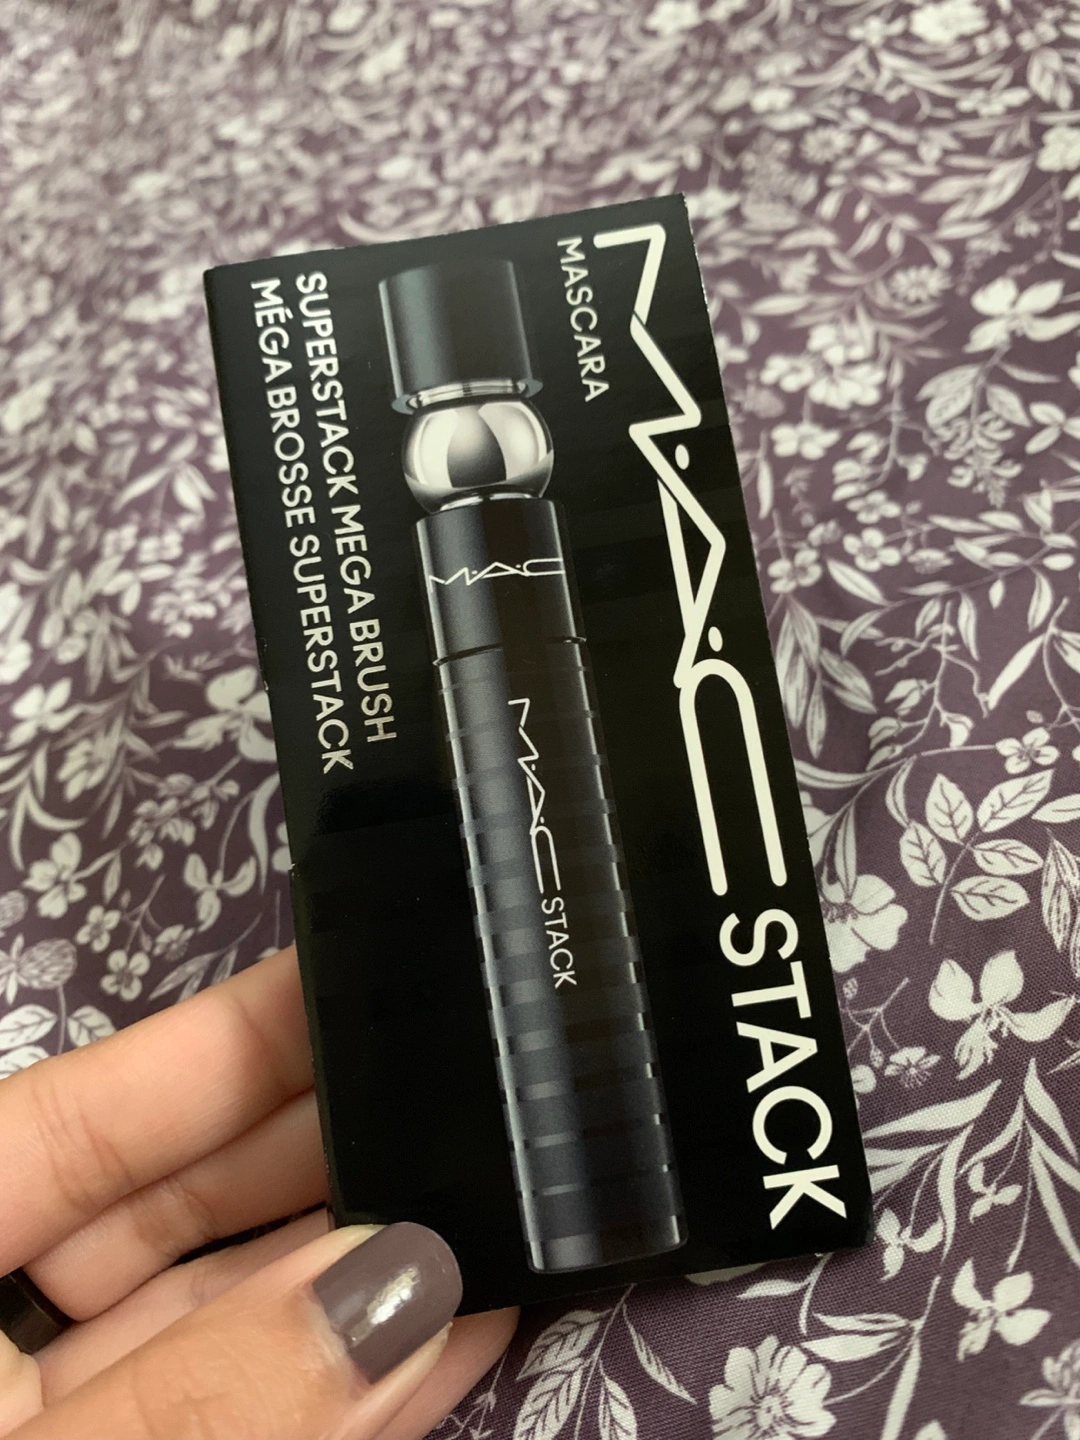 M·A·C STACK
MASCARA
M·A·C
M·A·C STACK
SUPERSTACK MEGA BRUSH
MÉGA BROSSE SUPERSTACK